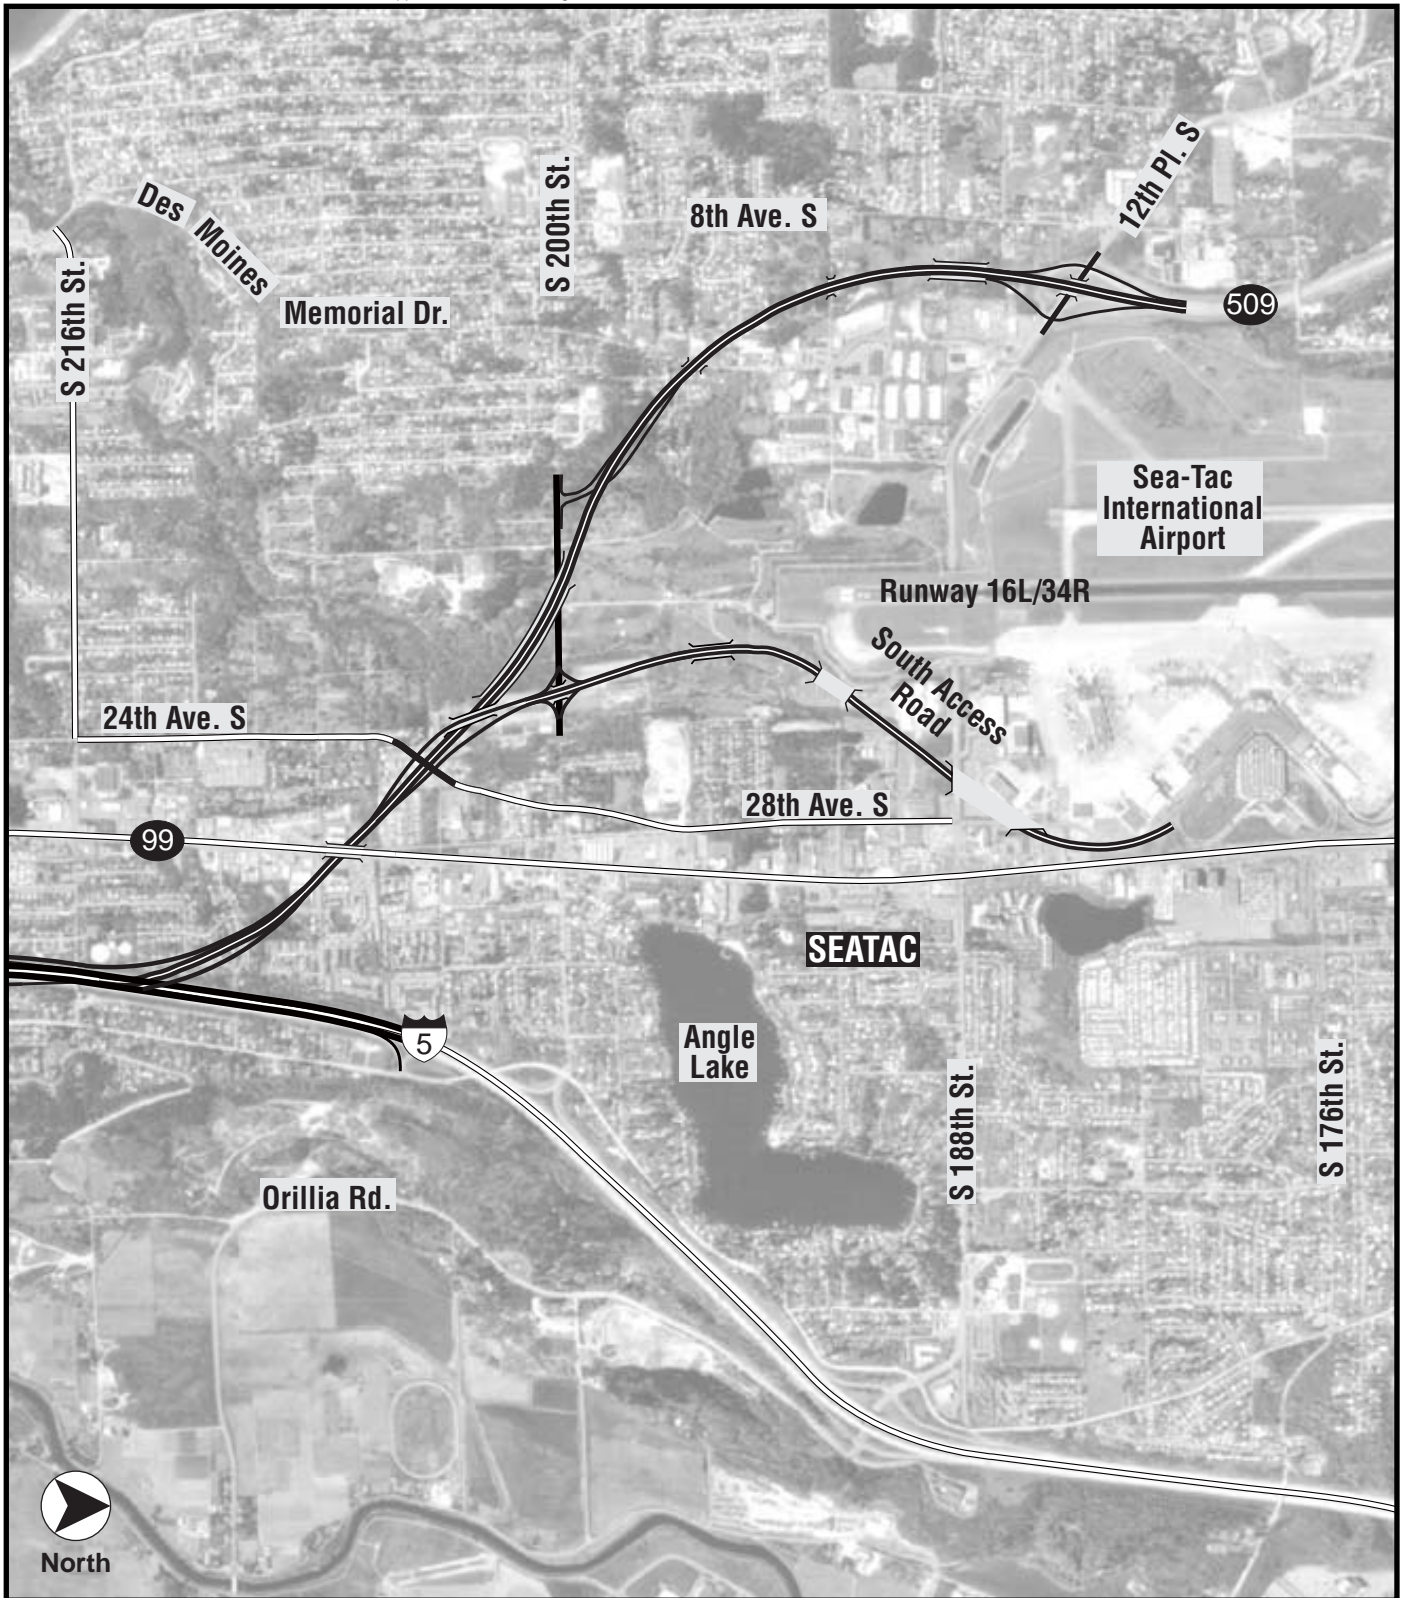 12th Pl. S
S 200th St.
Des
Moines
Memorial Dr.
8th Ave. S
S 216th St.
509
Sea-Tac
International
Airport
Runway 16L/34R
South Access
Road
24th Ave. S
28th Ave. S
99
SEATAC
5
Angle
Lake
S 188th St.
S 176th St.
Orillia Rd.
North